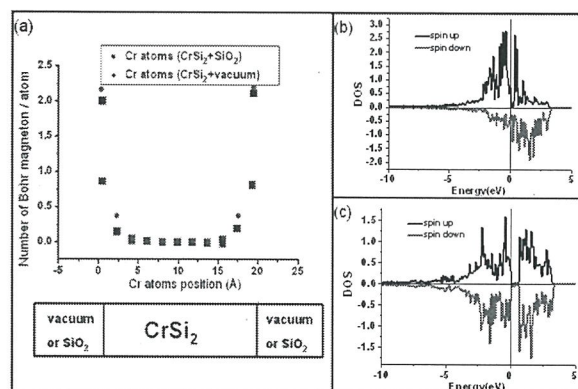 (a)
Cr atoms (CrSi2+SiO2)
Cr atoms (CrSi2+vacuum)
Number of Bohr magneton / atom
2.5
2.0
1.5
1.0
0.5
0.0
-5 0 5 10 15 20 25
Cr atoms position (Å)
vacuum or SiO2
CrSi2
vacuum or SiO2
(b)
spin up
spin down
DOS
3.0
2.5
2.0
1.5
1.0
0.5
0.0
-0.5
-1.0
-1.5
-2.0
-10 -5 0 5
Energy(eV)
(c)
spin up
spin down
DOS
1.5
1.0
0.5
0.0
-0.5
-1.0
-1.5
-10 -5 0 5
Energy(eV)